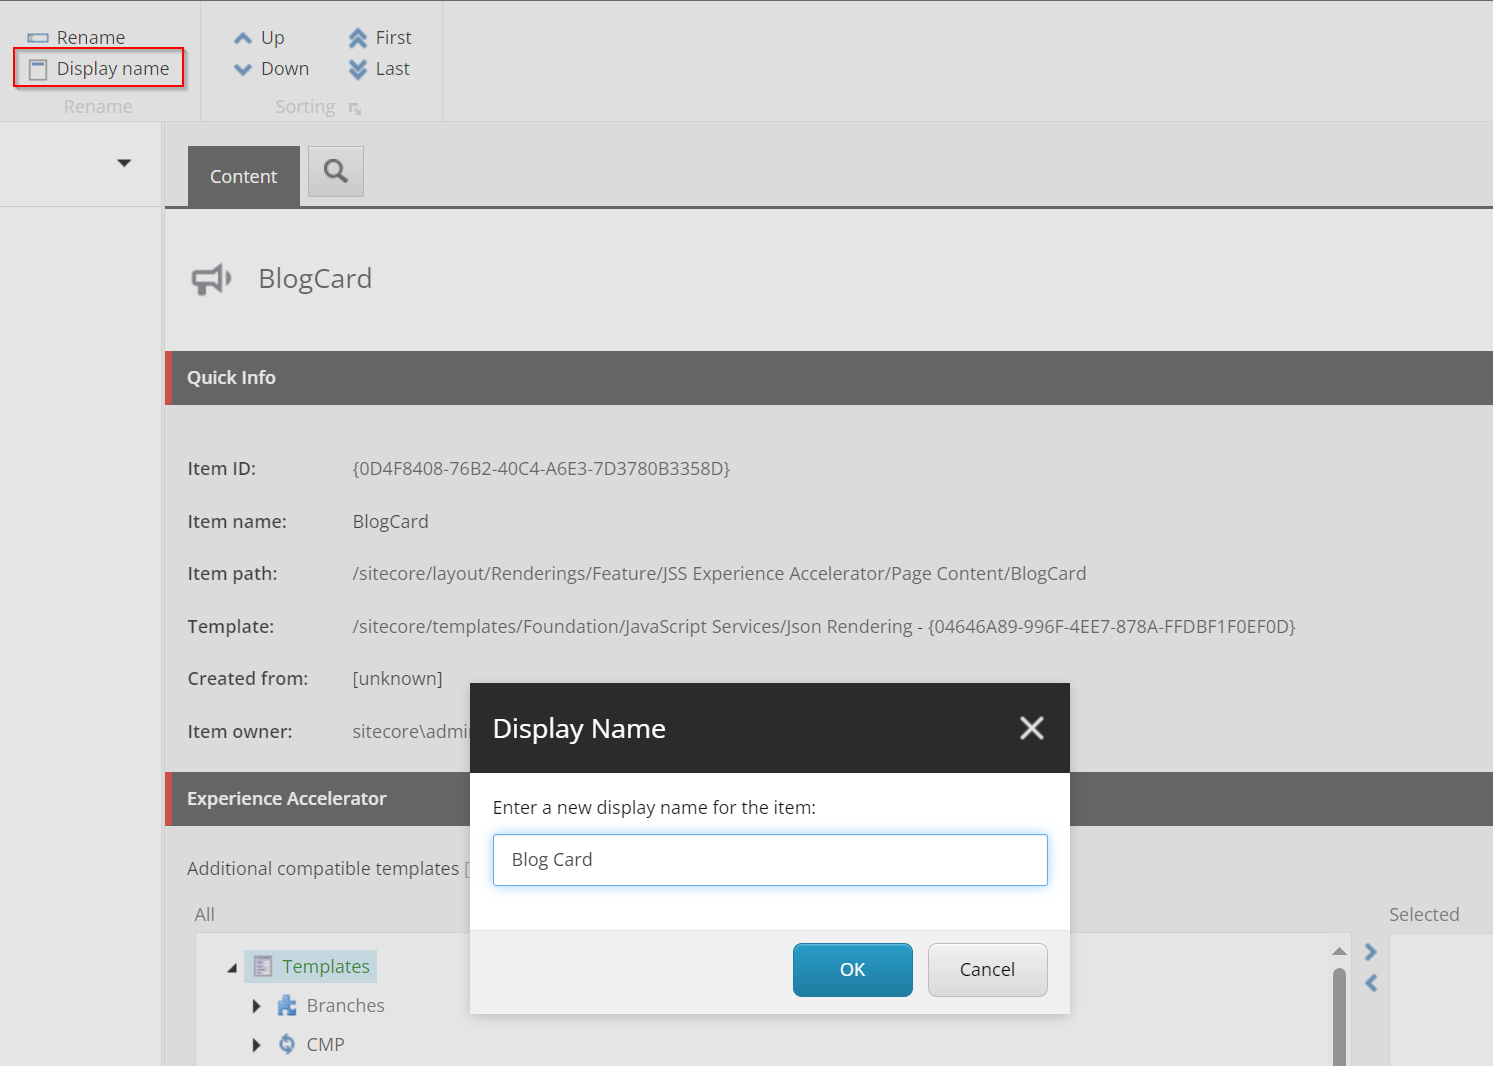 Rename
Display name
Rename
Up
First
Down
Last
Sorting
Content
BlogCard
Quick Info
Item ID: {0D4F8408-76B2-40C4-A6E3-7D3780B3358D}
Item name: BlogCard
Item path: /sitecore/layout/Renderings/Feature/JSS Experience Accelerator/Page Content/BlogCard
Template: /sitecore/templates/Foundation/JavaScript Services/Json Rendering - {04646A89-996F-4EE7-878A-FFDBF1F0EF0D}
Created from: [unknown]
Item owner: sitecore\admi
Display Name
Enter a new display name for the item:
Blog Card
OK
Cancel
Experience Accelerator
Additional compatible templates [
All
Selected
Templates
Branches
CMP